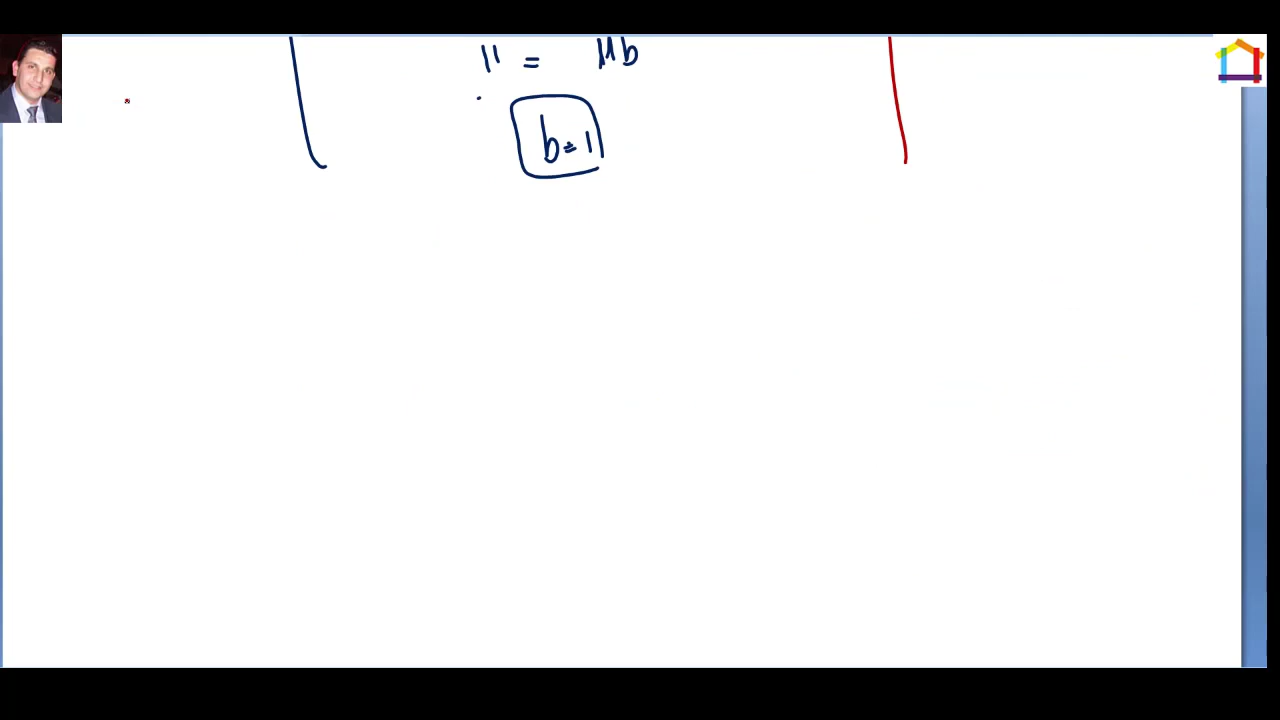 11 = 11b
b = 1